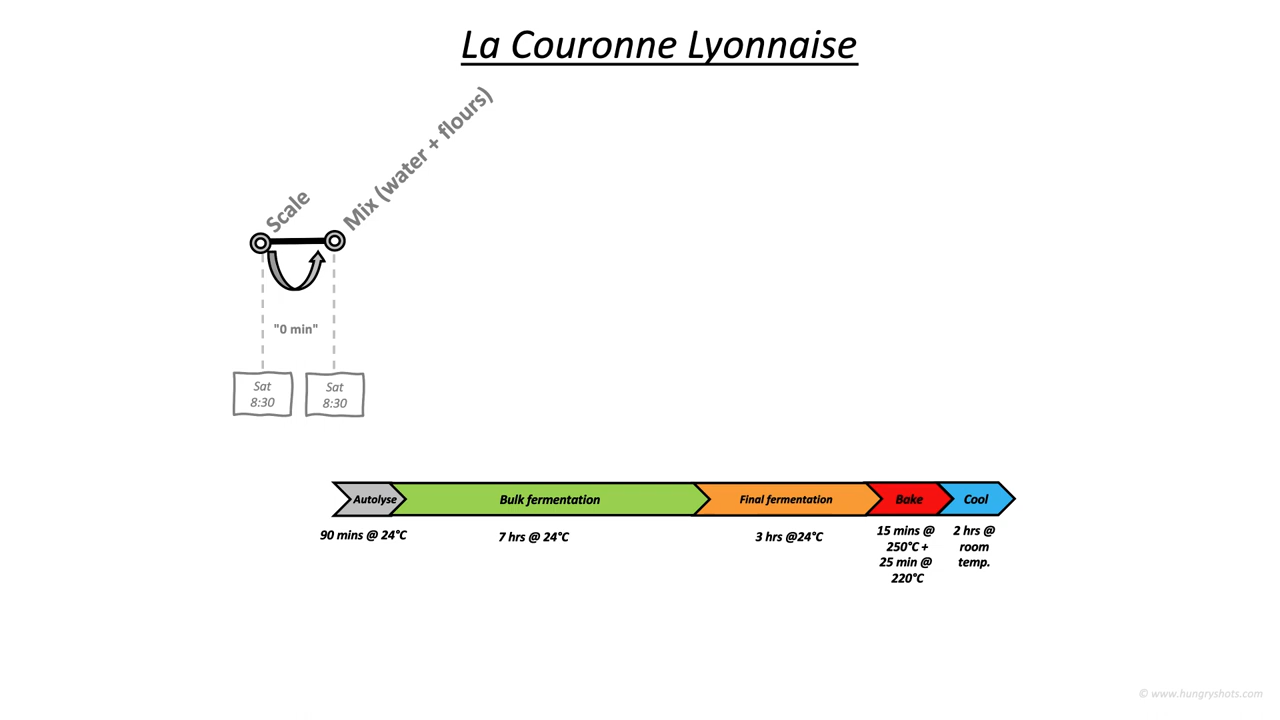 La Couronne Lyonnaise
Scale
Mix (water + flours)
"0 min"
Sat
8:30
Sat
8:30
Autolyse
Bulk fermentation
Final fermentation
Bake
Cool
90 mins @ 24°C
7 hrs @ 24°C
3 hrs @24°C
15 mins @
250°C +
25 min @
220°C
2 hrs @
room
temp.
© www.hungryshots.com